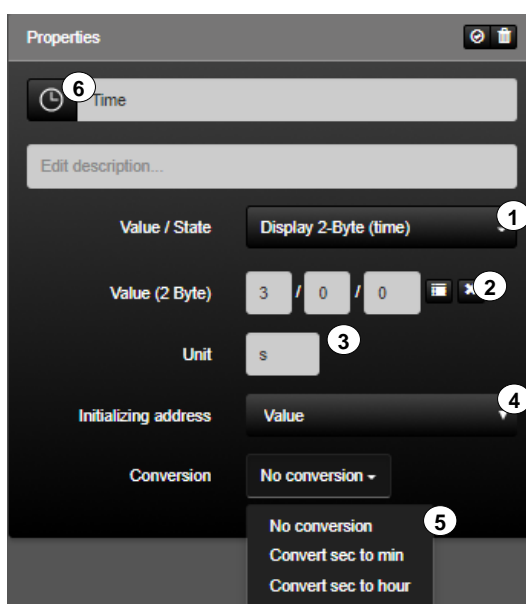 Properties
6
Time
Edit description...
Value / State Display 2-Byte (time) 1
Value (2 Byte) 3 / 0 / 0 2
Unit s 3
Initializing address Value 4
Conversion No conversion
No conversion 5
Convert sec to min
Convert sec to hour